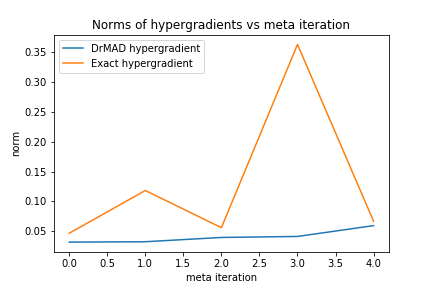 Norms of hypergradients vs meta iteration
DrMAD hypergradient
Exact hypergradient
norm
0.35
0.30
0.25
0.20
0.15
0.10
0.05
0.0 0.5 1.0 1.5 2.0 2.5 3.0 3.5 4.0
meta iteration